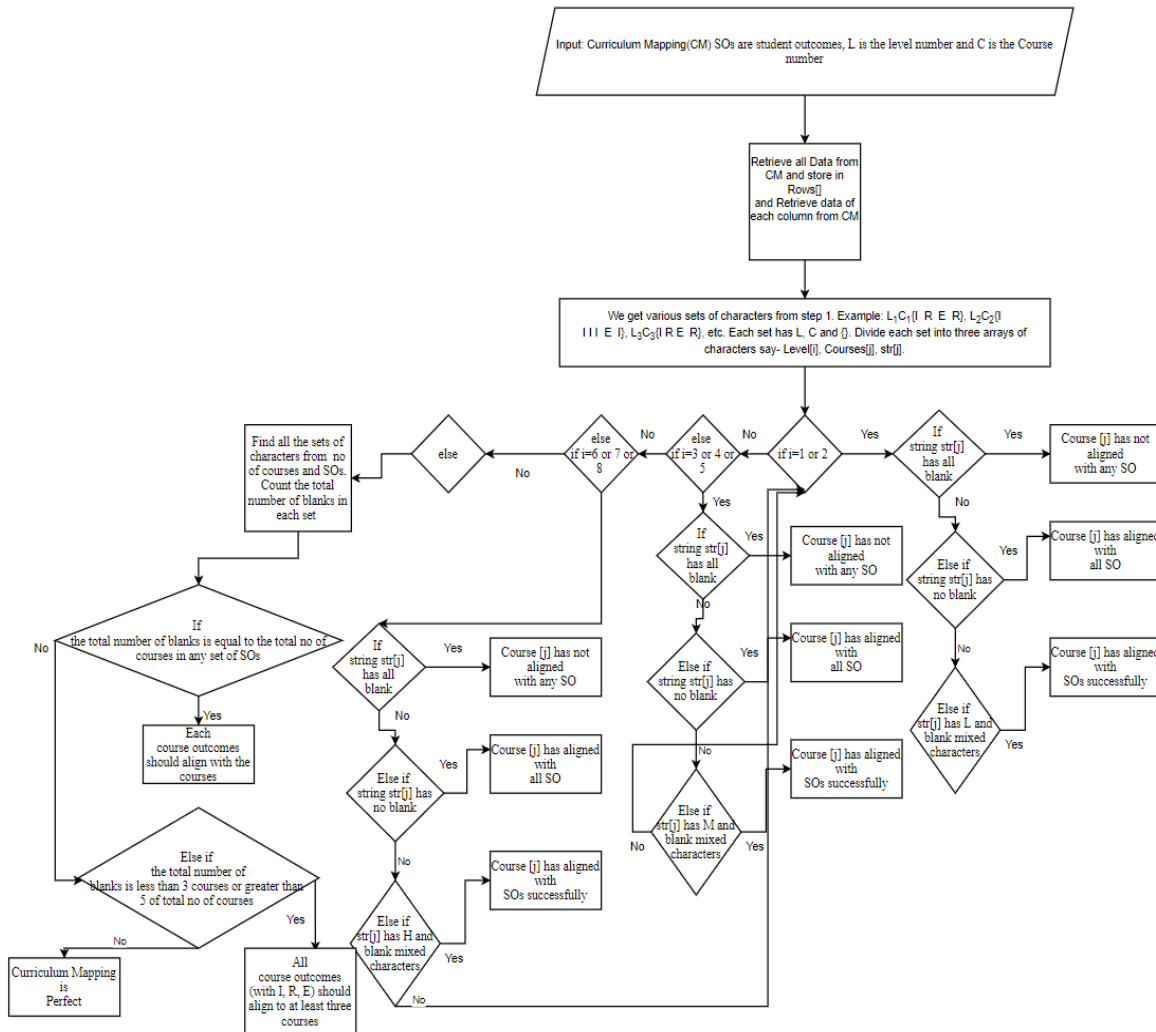 Input: Curriculum Mapping(CM) SOs are student outcomes, L is the level number and C is the Course
number
Retrieve all Data from
CM and store in
Rows[]
and Retrieve data of
each column from CM
We get various sets of characters from step 1. Example: L₁C₁{I R E R}, L₂C₂{I
I I I E I}, L₃C₃{I R E R}, etc. Each set has L, C and {}. Divide each set into three arrays of
characters say- Level[i], Courses[j], str[j].
Find all the sets of
characters from no
of courses and SOs.
Count the total
number of blanks in
each set
else
No
else
if i=6 or 7 or
8
No
else
if i=3 or 4 or
5
No
if i=1 or 2
Yes
If
string str[j]
has all
blank
Yes
Course [j] has not
aligned
with any SO
No
Else if
string str[j] has
no blank
Yes
Course [j] has aligned
with
all SO
No
Else if
str[j] has L and
blank mixed
characters
Yes
Course [j] has aligned
with
SOs successfully
Yes
If
string str[j]
has all
blank
Yes
Course [j] has not
aligned
with any SO
No
Else if
string str[j] has
no blank
Yes
Course [j] has aligned
with
all SO
No
Else if
str[j] has M and
blank mixed
characters
No
Yes
Course [j] has aligned
with
SOs successfully
If
string str[j]
has all
blank
Yes
Course [j] has not
aligned
with any SO
No
Else if
string str[j] has
no blank
Yes
Course [j] has aligned
with
all SO
No
Else if
str[j] has H and
blank mixed
characters
Yes
Course [j] has aligned
with
SOs successfully
No
If
the total number of blanks is equal to the total no of
courses in any set of SOs
No
Yes
Each
course outcomes
should align with the
courses
Else if
the total number of
blanks is less than 3 courses or greater than
5 of total no of courses
No
Yes
Curriculum Mapping
is
Perfect
All
course outcomes
(with I, R, E) should
align to at least three
courses